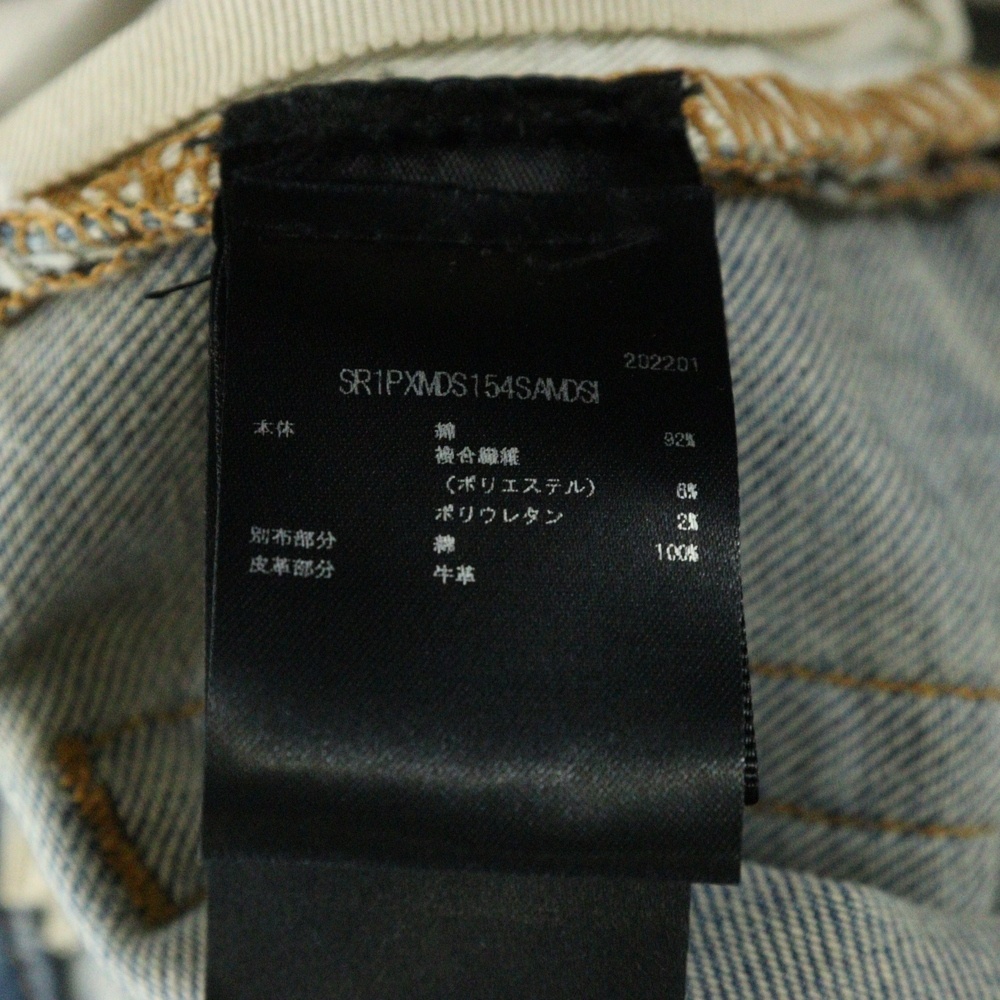 202201
SR1PXMDS154SAMDSI
本体 綿 92%
複合繊維
(ポリエステル) 6%
ポリウレタン 2%
別布部分 綿 100%
皮革部分 牛革